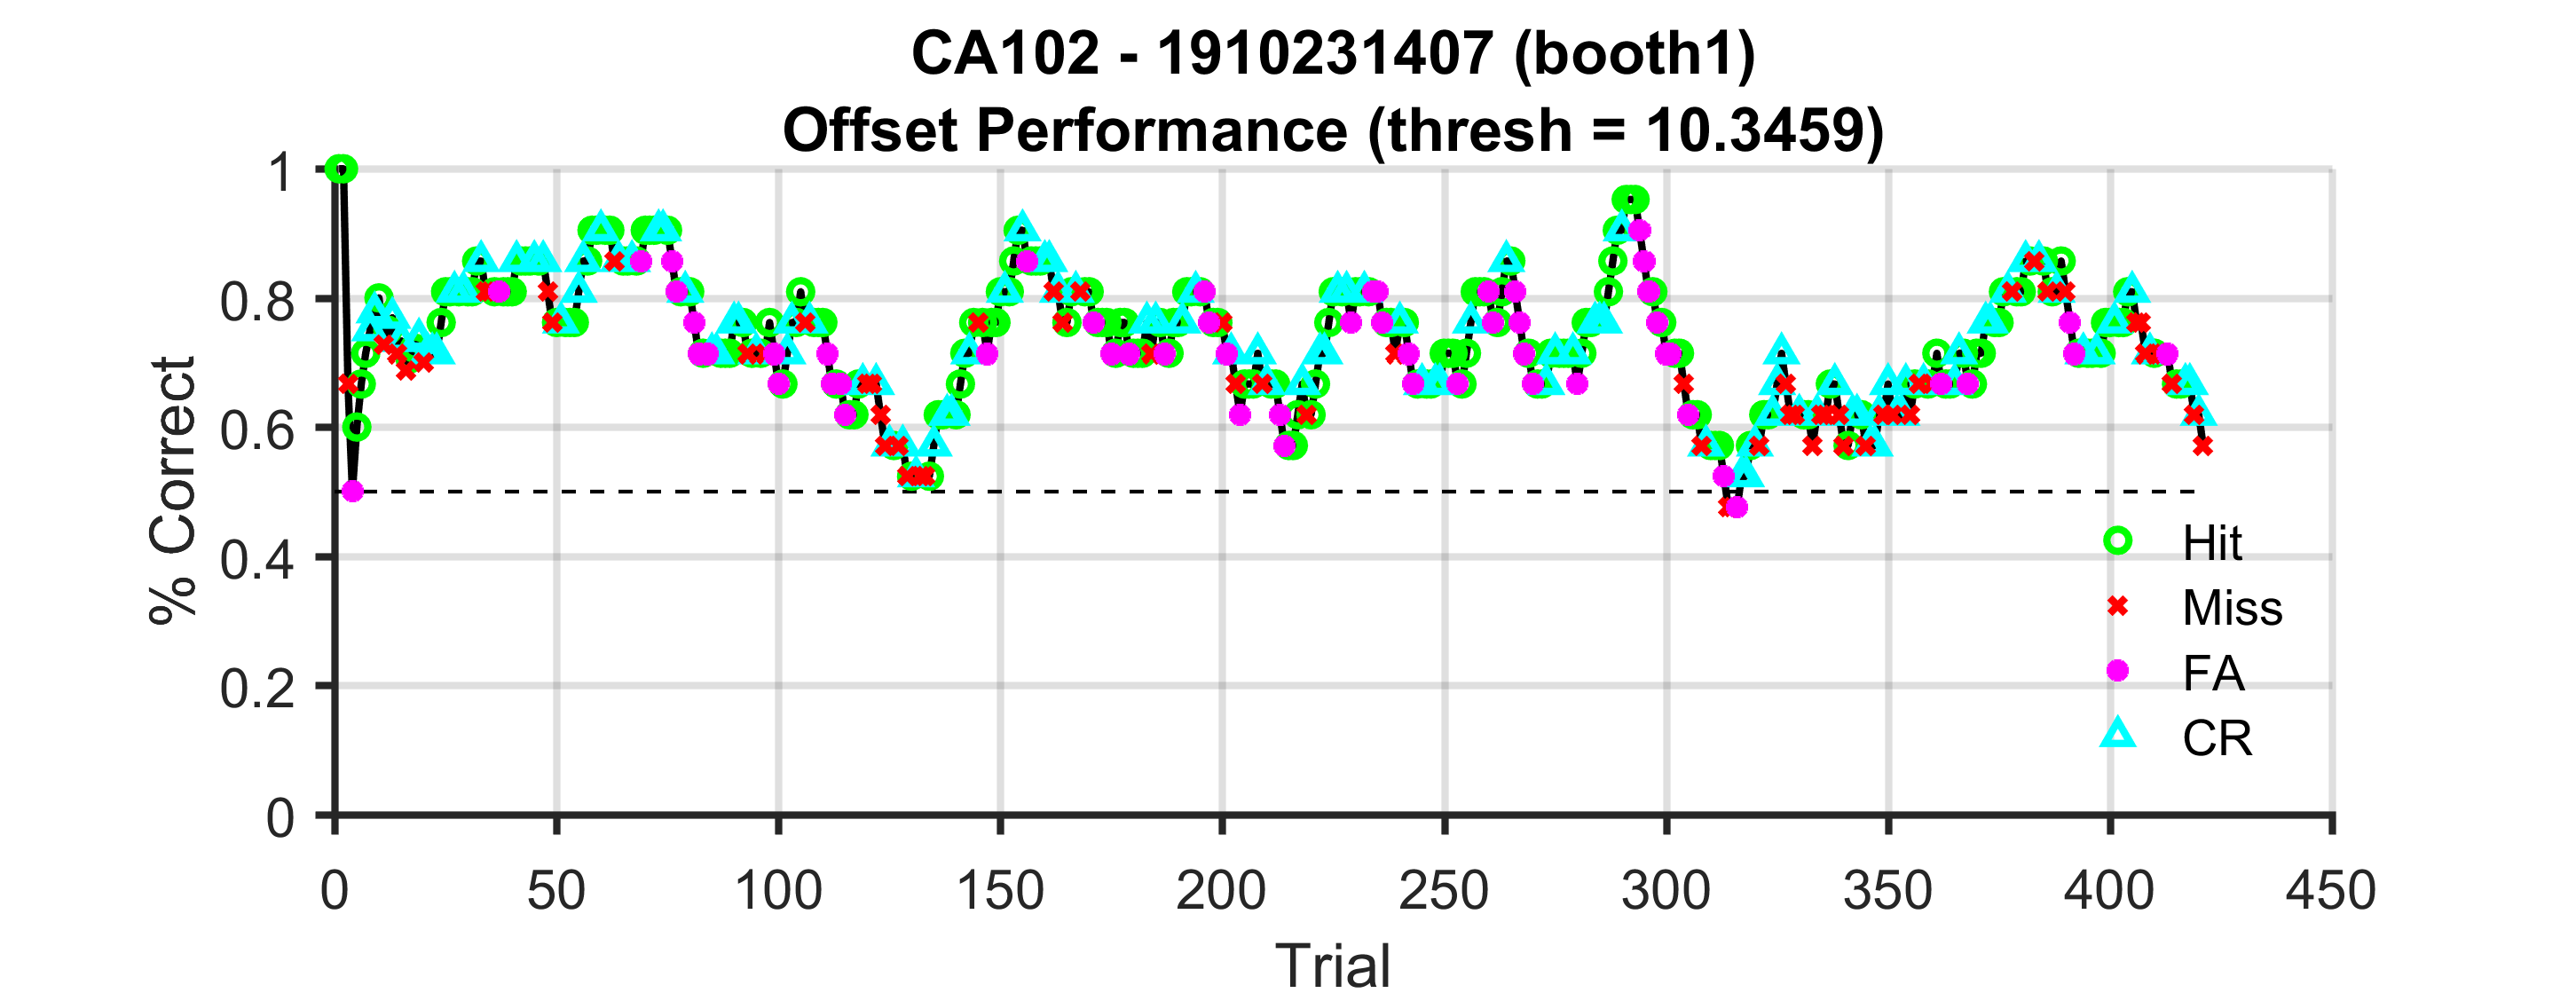 CA102 - 1910231407 (booth1)
Offset Performance (thresh = 10.3459)
% Correct
1
0.8
0.6
0.4
0.2
0
Hit
Miss
FA
CR
0 50 100 150 200 250 300 350 400 450
Trial